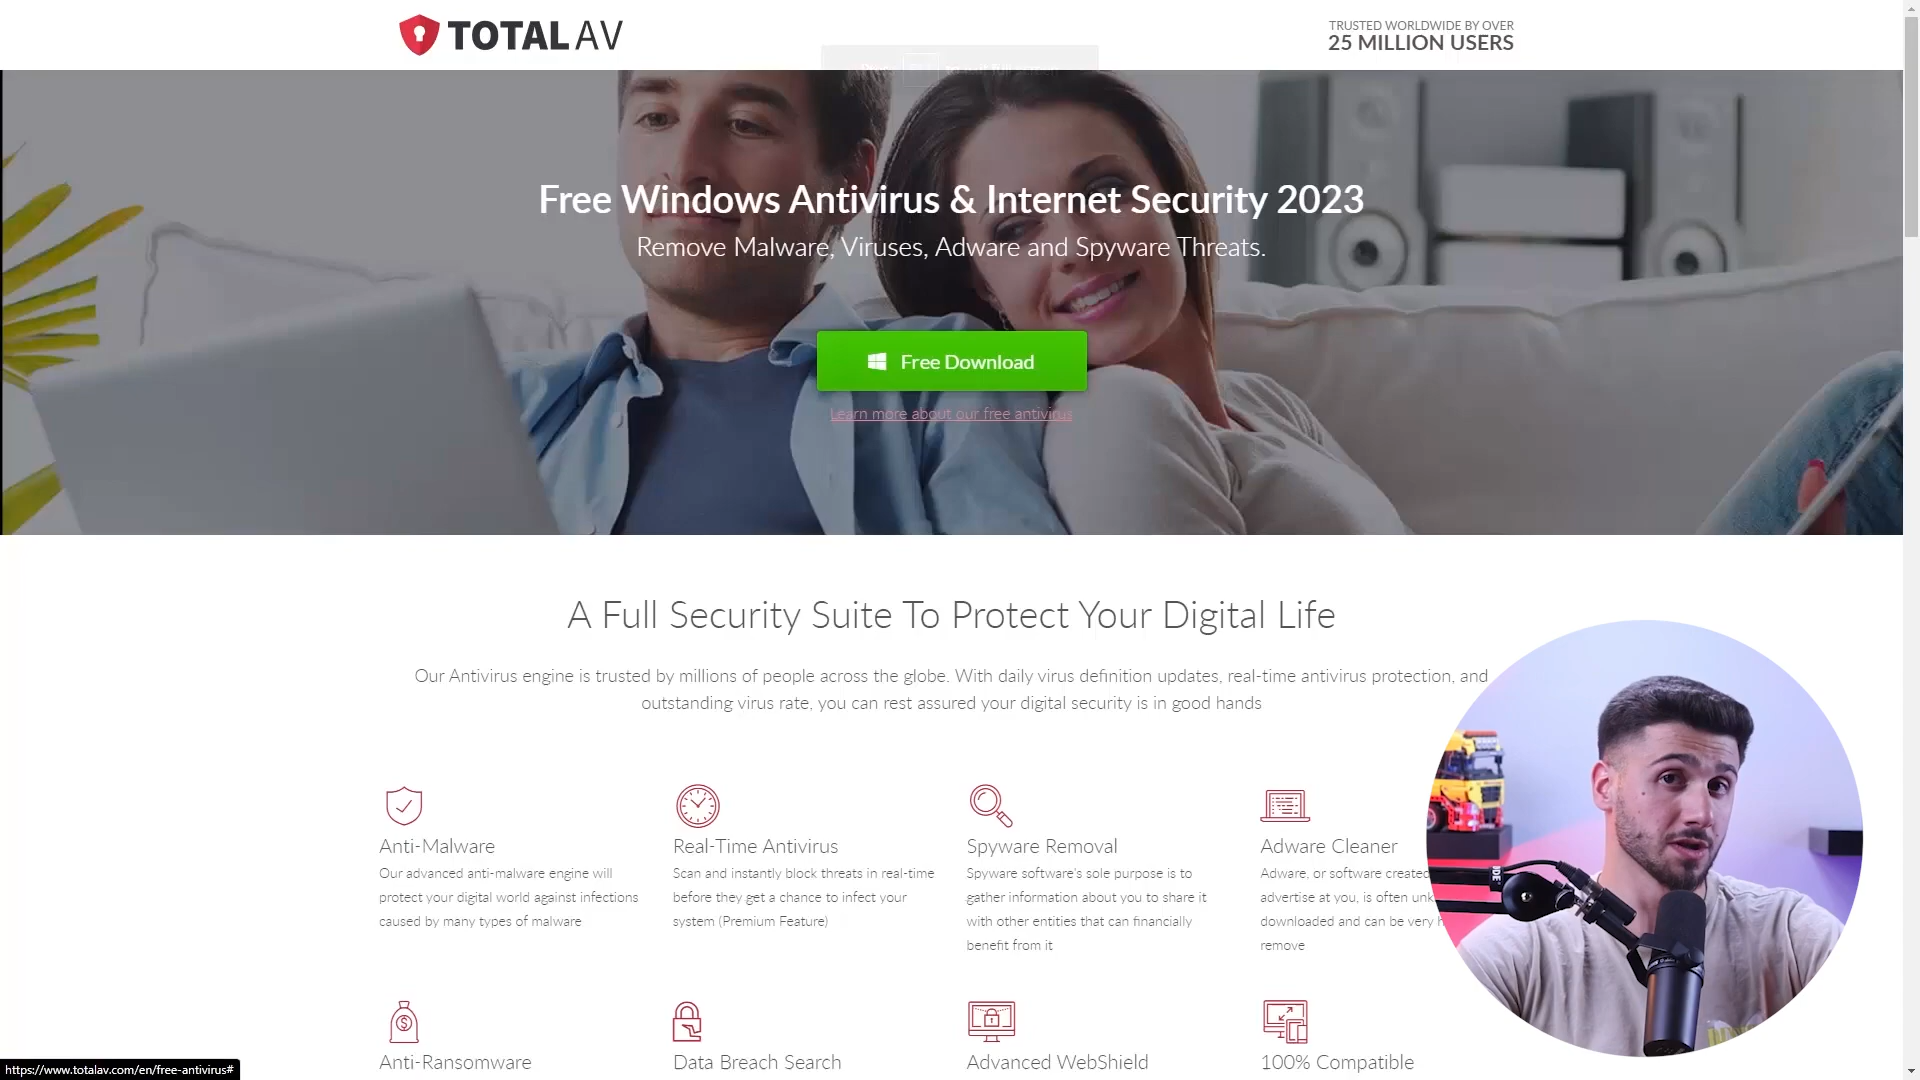 TOTAL AV
TRUSTED WORLDWIDE BY OVER
25 MILLION USERS
to exit full screen
Free Windows Antivirus & Internet Security 2023
Remove Malware, Viruses, Adware and Spyware Threats.
Free Download
Learn more about our free antivirus
A Full Security Suite To Protect Your Digital Life
Our Antivirus engine is trusted by millions of people across the globe. With daily virus definition updates, real-time antivirus protection, and
outstanding virus rate, you can rest assured your digital security is in good hands
Anti-Malware
Our advanced anti-malware engine will
protect your digital world against infections
caused by many types of malware
Real-Time Antivirus
Scan and instantly block threats in real-time
before they get a chance to infect your
system (Premium Feature)
Spyware Removal
Spyware software's sole purpose is to
gather information about you to share it
with other entities that can financially
benefit from it
Adware Cleaner
Adware, or software created
advertise at you, is often
downloaded and can be very
remove
Anti-Ransomware
Data Breach Search
Advanced WebShield
100% Compatible
https://www.totalav.com/en/free-antivirus#